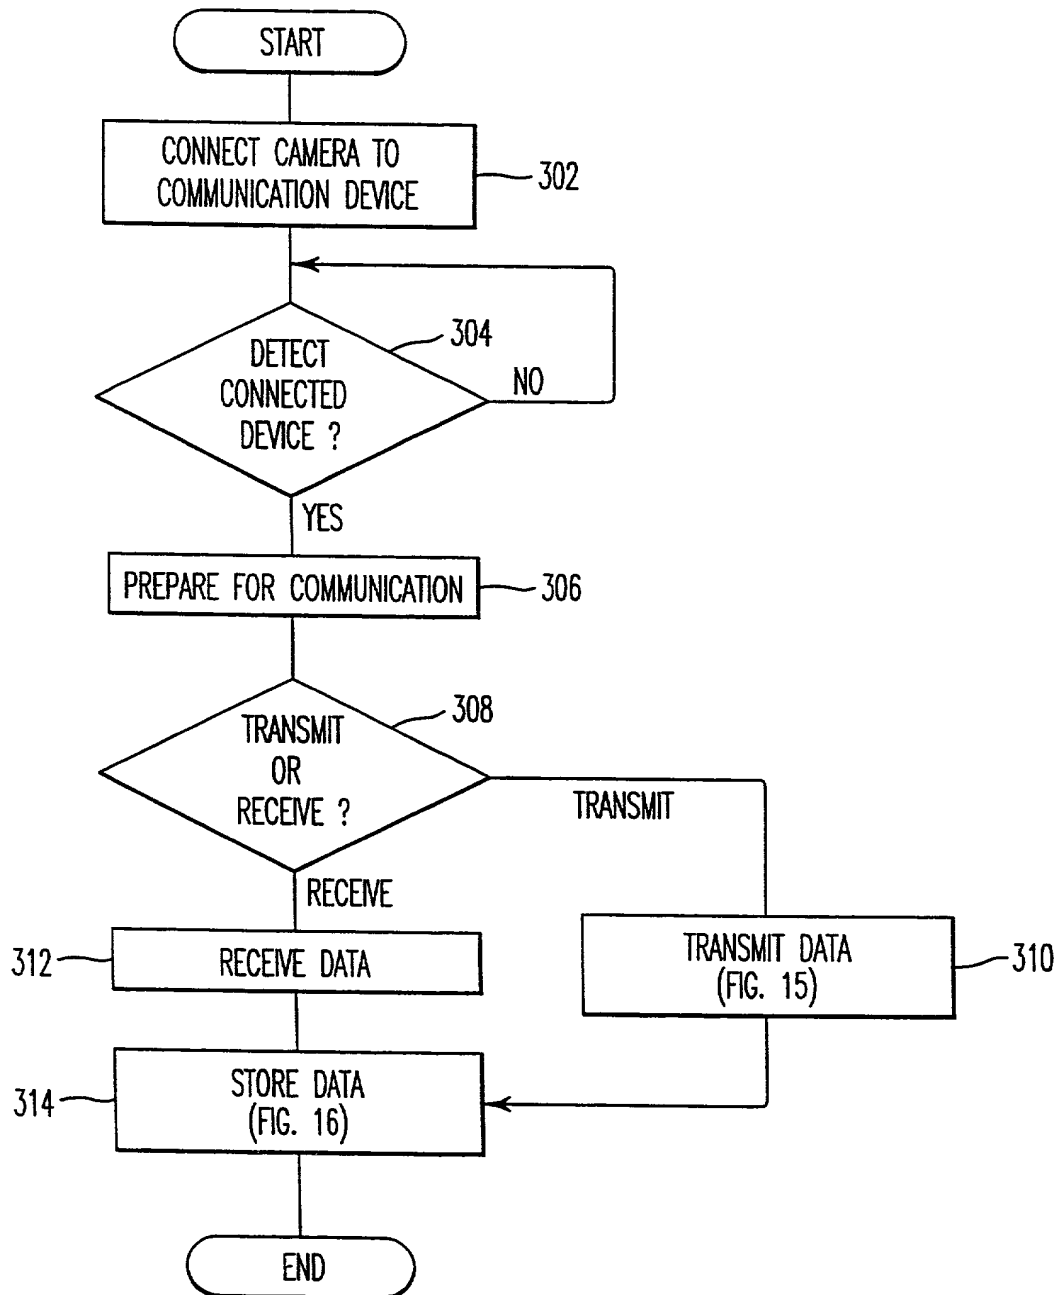 START
CONNECT CAMERA TO
COMMUNICATION DEVICE
302
304
DETECT
CONNECTED
DEVICE ?
NO
YES
PREPARE FOR COMMUNICATION
306
308
TRANSMIT
OR
RECEIVE ?
TRANSMIT
RECEIVE
312
RECEIVE DATA
TRANSMIT DATA
(FIG. 15)
310
314
STORE DATA
(FIG. 16)
END